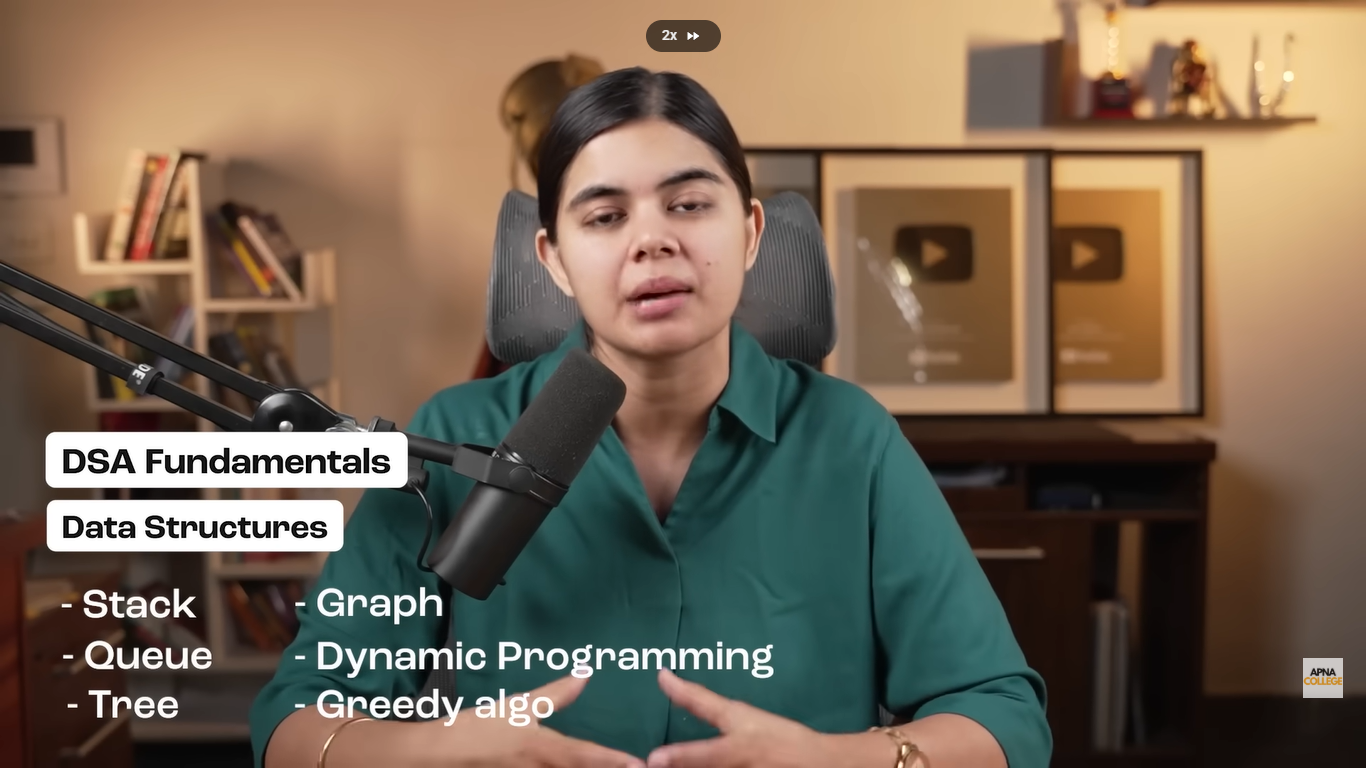 2x
DSA Fundamentals
Data Structures
- Stack
- Queue
- Tree
- Graph
- Dynamic Programming
- Greedy algo
APNA
COLLEGE